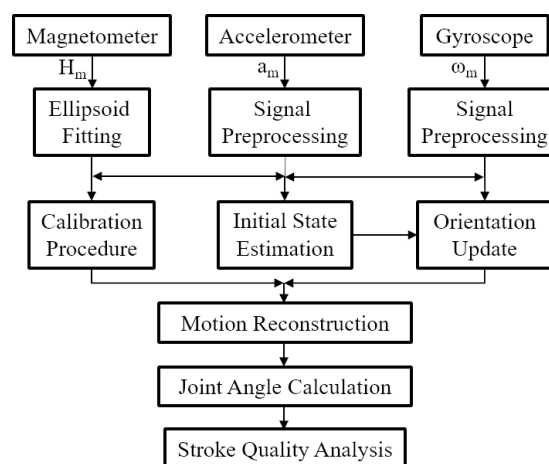 Magnetometer
Accelerometer
Gyroscope
Hₘ
aₘ
ωₘ
Ellipsoid
Fitting
Signal
Preprocessing
Signal
Preprocessing
Calibration
Procedure
Initial State
Estimation
Orientation
Update
Motion Reconstruction
Joint Angle Calculation
Stroke Quality Analysis